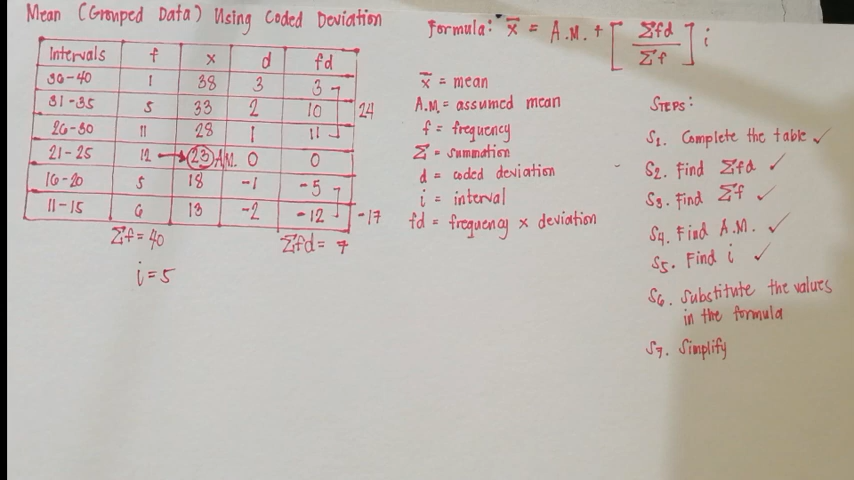 Mean (Grouped Data) Using Coded Deviation
Intervals f x d fd
36-40 1 38 3 3
31-35 5 33 2 10 24
26-30 11 28 1 11
21-25 12 → 23 A.M. 0 0
16-20 5 18 -1 -5
11-15 6 13 -2 -12 -17
Σf = 40 Σfd = 7
i = 5
Formula: x̄ = A.M. + [Σfd / Σf] i
x̄ = mean
A.M. = assumed mean
f = frequency
Σ = summation
d = coded deviation
i = interval
fd = frequency x deviation
STEPS:
S1. Complete the table ✓
S2. Find Σfd ✓
S3. Find Σf ✓
S4. Find A.M. ✓
S5. Find i ✓
S6. Substitute the values
in the formula
S7. Simplify